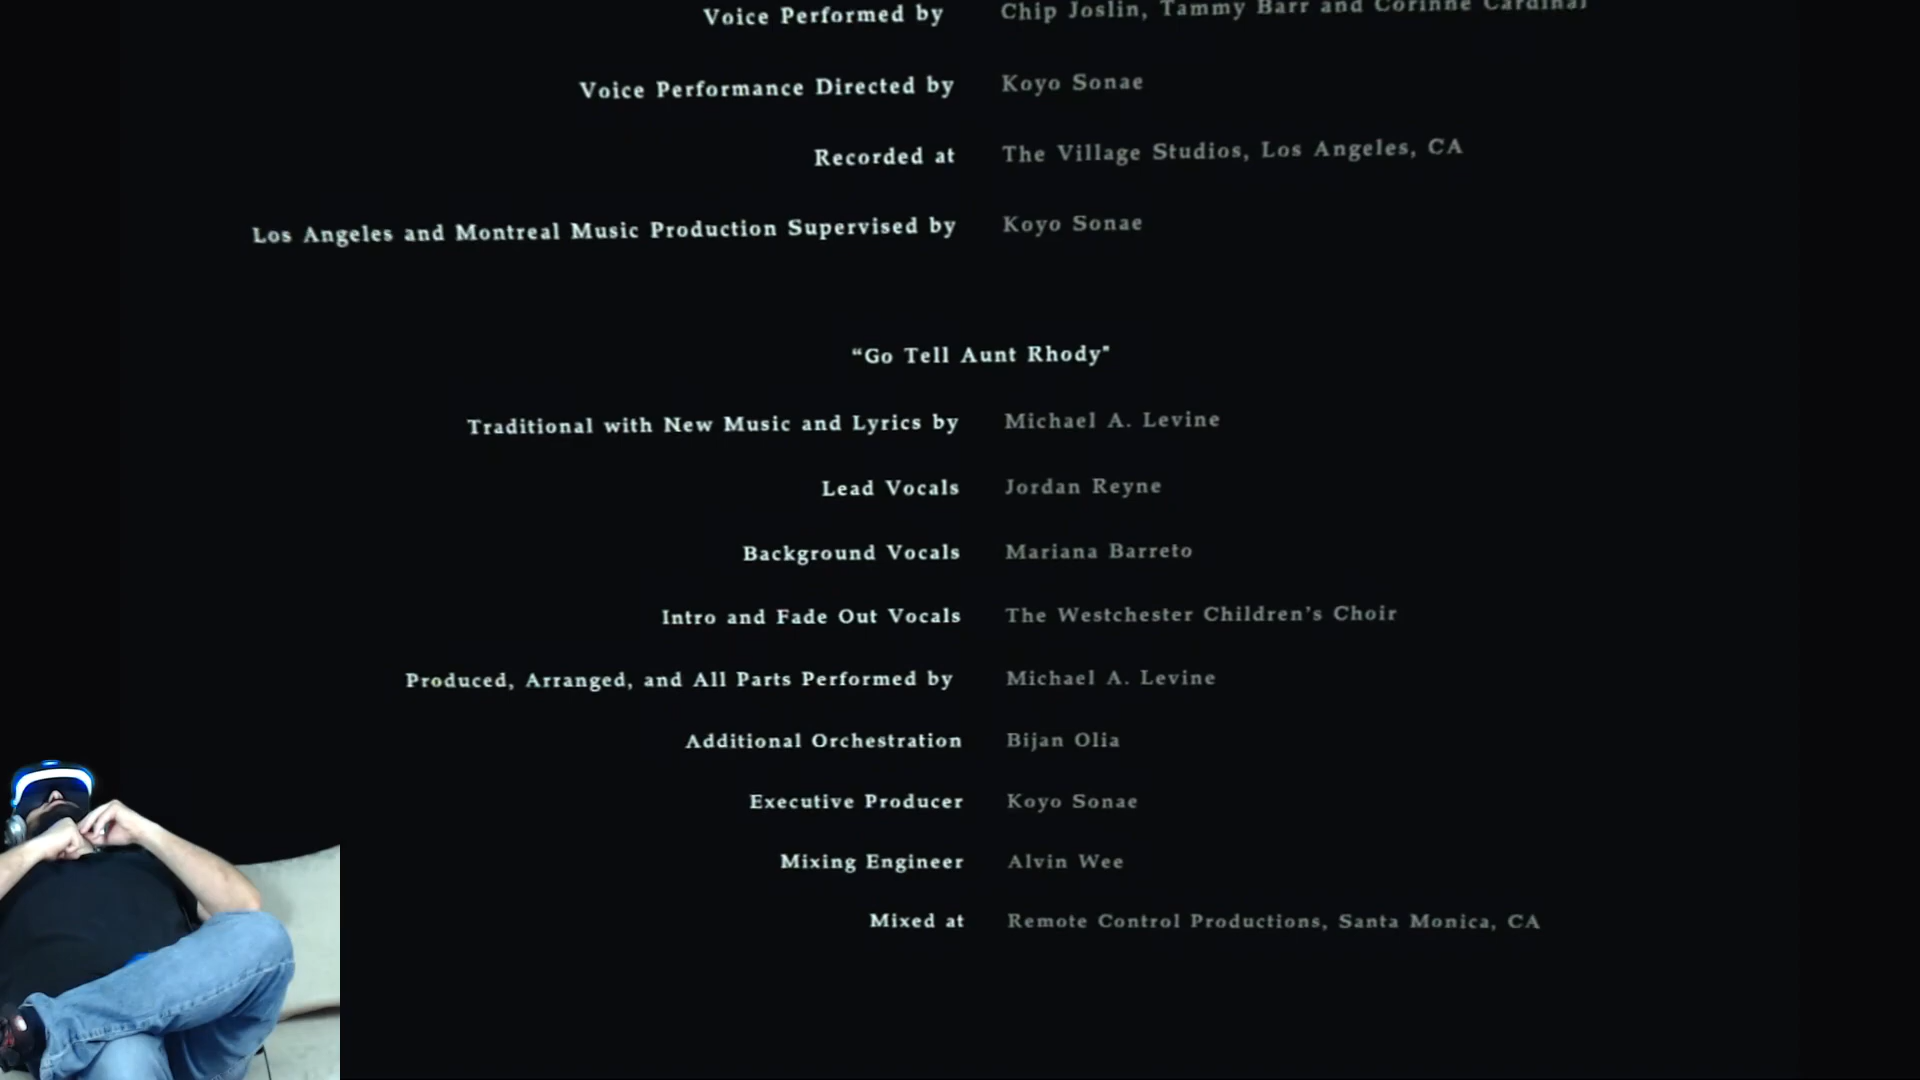 Voice Performed by Chip Joslin, Tammy Barr and Corinne Cardinal
Voice Performance Directed by Koyo Sonae
Recorded at The Village Studios, Los Angeles, CA
Los Angeles and Montreal Music Production Supervised by Koyo Sonae
“Go Tell Aunt Rhody"
Traditional with New Music and Lyrics by Michael A. Levine
Lead Vocals Jordan Reyne
Background Vocals Mariana Barreto
Intro and Fade Out Vocals The Westchester Children’s Choir
Produced, Arranged, and All Parts Performed by Michael A. Levine
Additional Orchestration Bijan Olia
Executive Producer Koyo Sonae
Mixing Engineer Alvin Wee
Mixed at Remote Control Productions, Santa Monica, CA